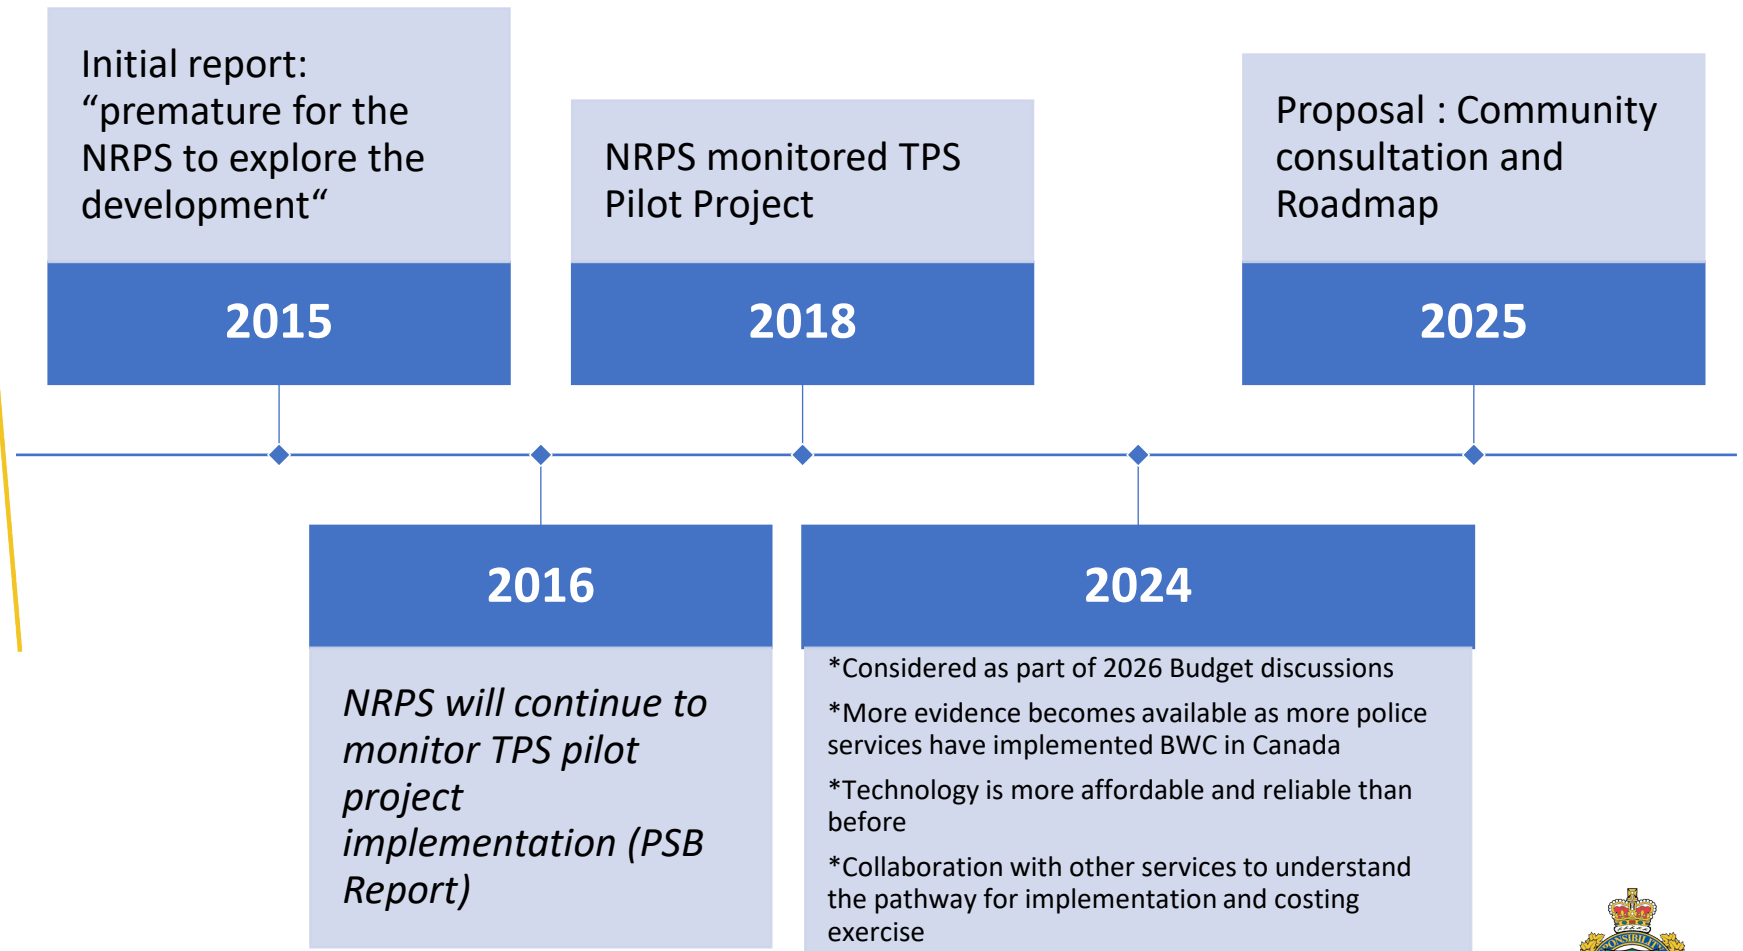 Initial report:
“premature for the
NRPS to explore the
development“
2015
2016
NRPS will continue to
monitor TPS pilot
project
implementation (PSB
Report)
NRPS monitored TPS
Pilot Project
2018
2024
*Considered as part of 2026 Budget discussions
*More evidence becomes available as more police
services have implemented BWC in Canada
*Technology is more affordable and reliable than
before
*Collaboration with other services to understand
the pathway for implementation and costing
exercise
Proposal : Community
consultation and
Roadmap
2025